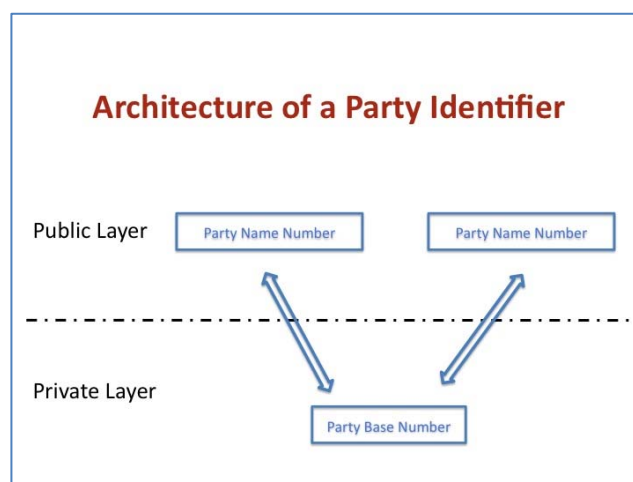 Architecture of a Party Identifier
Public Layer
Party Name Number
Party Name Number
Private Layer
Party Base Number